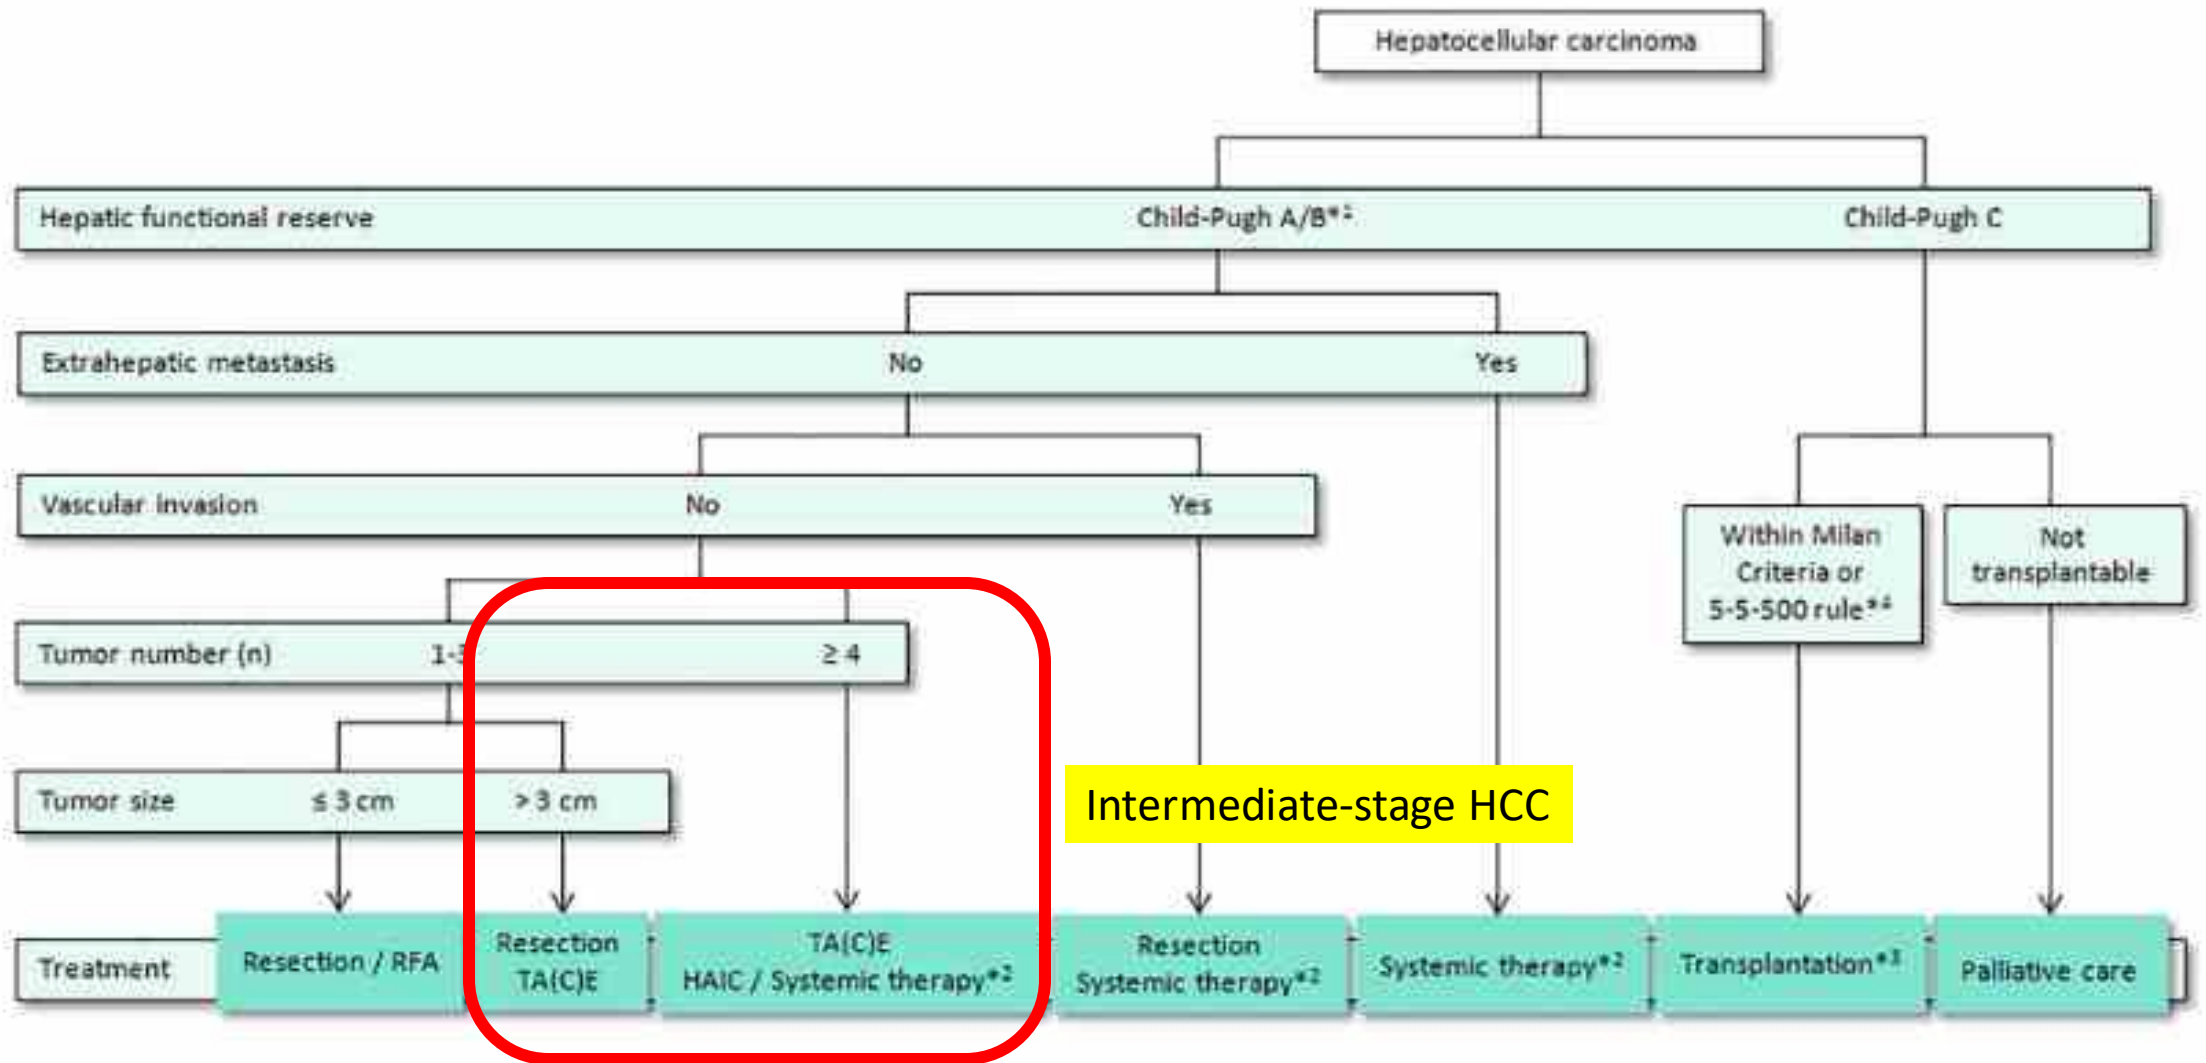 Hepatocellular carcinoma
Hepatic functional reserve Child-Pugh A/B*1 Child-Pugh C
Extrahepatic metastasis No Yes
Vascular invasion No Yes
Within Milan
Criteria or
5-5-500 rule*4
Not
transplantable
Tumor number (n) 1-3 ≥ 4
Tumor size ≤ 3 cm > 3 cm
Intermediate-stage HCC
Treatment
Resection / RFA
Resection
TA(C)E
TA(C)E
HAIC / Systemic therapy*2
Resection
Systemic therapy*2
Systemic therapy*2
Transplantation*3
Palliative care